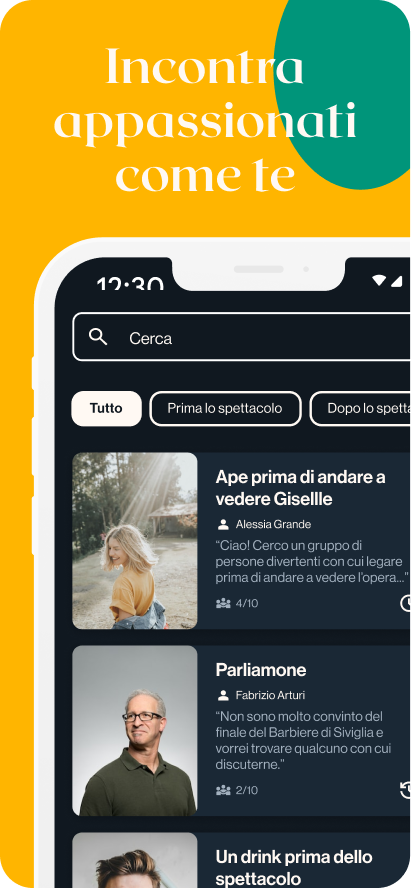 Incontra
appassionati
come te
12:30
Cerca
Tutto
Prima lo spettacolo
Dopo lo spetta
Ape prima di andare a
vedere Gisellle
Alessia Grande
“Ciao! Cerco un gruppo di
persone divertenti con cui legare
prima di andare a vedere l’opera...”
4/10
Parliamone
Fabrizio Arturi
“Non sono molto convinto del
finale del Barbiere di Siviglia e
vorrei trovare qualcuno con cui
discuterne.”
2/10
Un drink prima dello
spettacolo